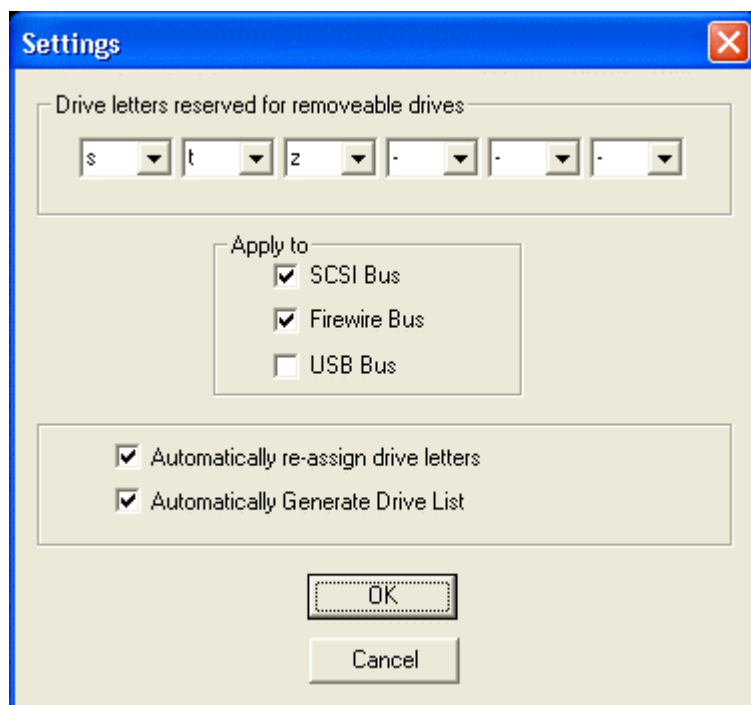 Settings
Drive letters reserved for removeable drives
s t z - - -
Apply to
SCSI Bus
Firewire Bus
USB Bus
Automatically re-assign drive letters
Automatically Generate Drive List
OK
Cancel